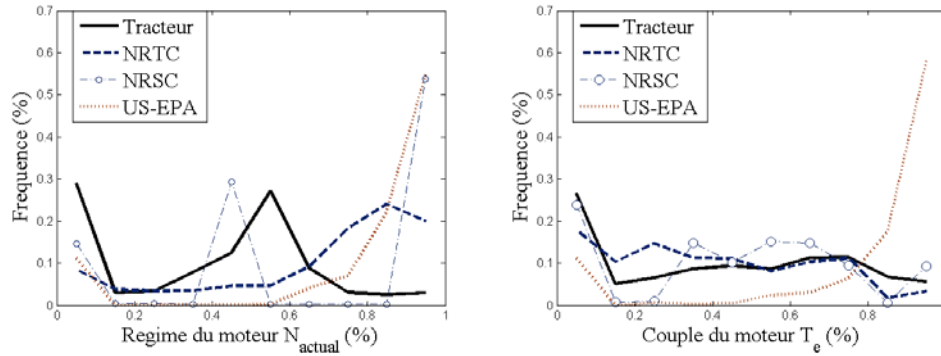 0.7
0.6
0.5
0.4
0.3
0.2
0.1
0
Frequence (%)
Tracteur
NRTC
NRSC
US-EPA
0 0.2 0.4 0.6 0.8 1
Regime du moteur N_actual (%)
0.7
0.6
0.5
0.4
0.3
0.2
0.1
0
Frequence (%)
Tracteur
NRTC
NRSC
US-EPA
0 0.2 0.4 0.6 0.8
Couple du moteur T_e (%)